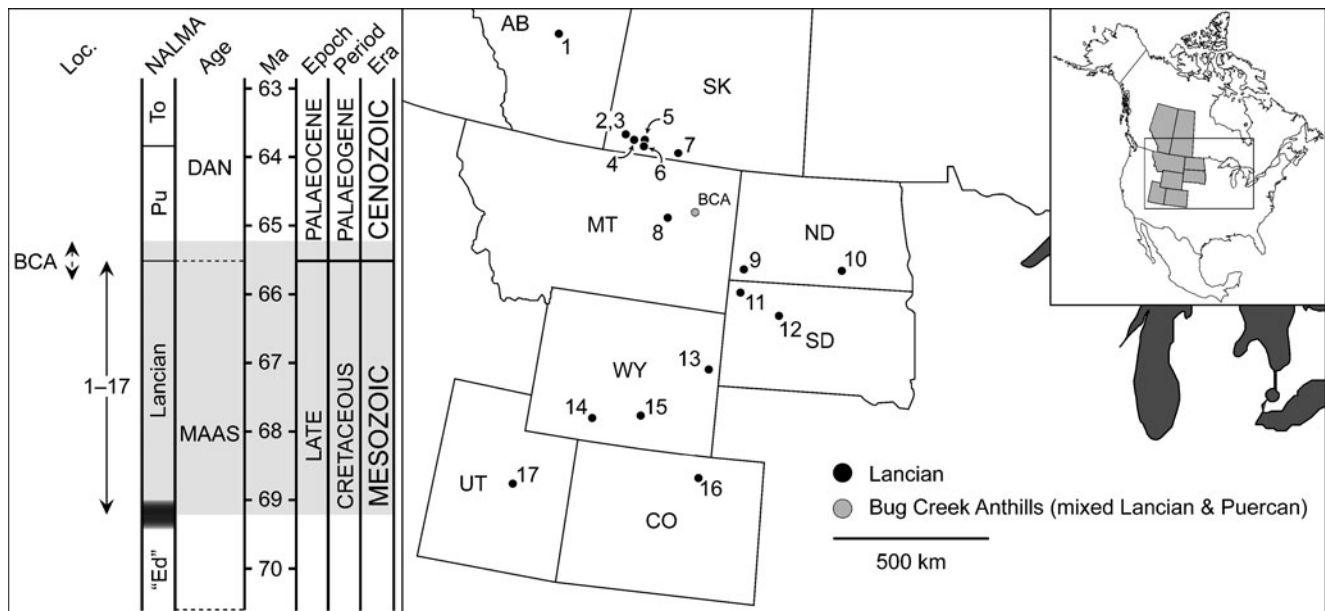 Loc.
NALMA
Age
Ma
Epoch
Period
Era
To
Pu
Lancian
"Ed"
DAN
MAAS
63
64
65
66
67
68
69
70
PALAEOCENE
LATE
PALAEOGENE
CRETACEOUS
CENOZOIC
MESOZOIC
BCA
1–17
AB
1
SK
2,3
5
4
6
7
BCA
MT
8
ND
9
10
11
12
SD
WY
13
14
15
UT
17
16
CO
Lancian
Bug Creek Anthills (mixed Lancian & Puercan)
500 km